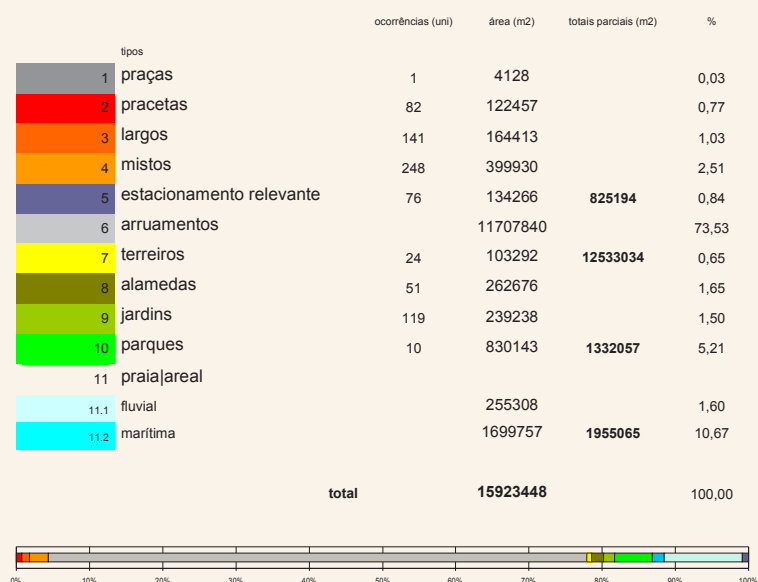 ocorrências (uni) área (m2) totais parciais (m2) %
tipos
1 praças 1 4128 0,03
2 pracetas 82 122457 0,77
3 largos 141 164413 1,03
4 mistos 248 399930 2,51
5 estacionamento relevante 76 134266 825194 0,84
6 arruamentos 11707840 73,53
7 terreiros 24 103292 12533034 0,65
8 alamedas 51 262676 1,65
9 jardins 119 239238 1,50
10 parques 10 830143 1332057 5,21
11 praia|areal
11.1 fluvial 255308 1,60
11.2 marítima 1699757 1955065 10,67
total 15923448 100,00
0% 10% 20% 30% 40% 50% 60% 70% 80% 90% 100%